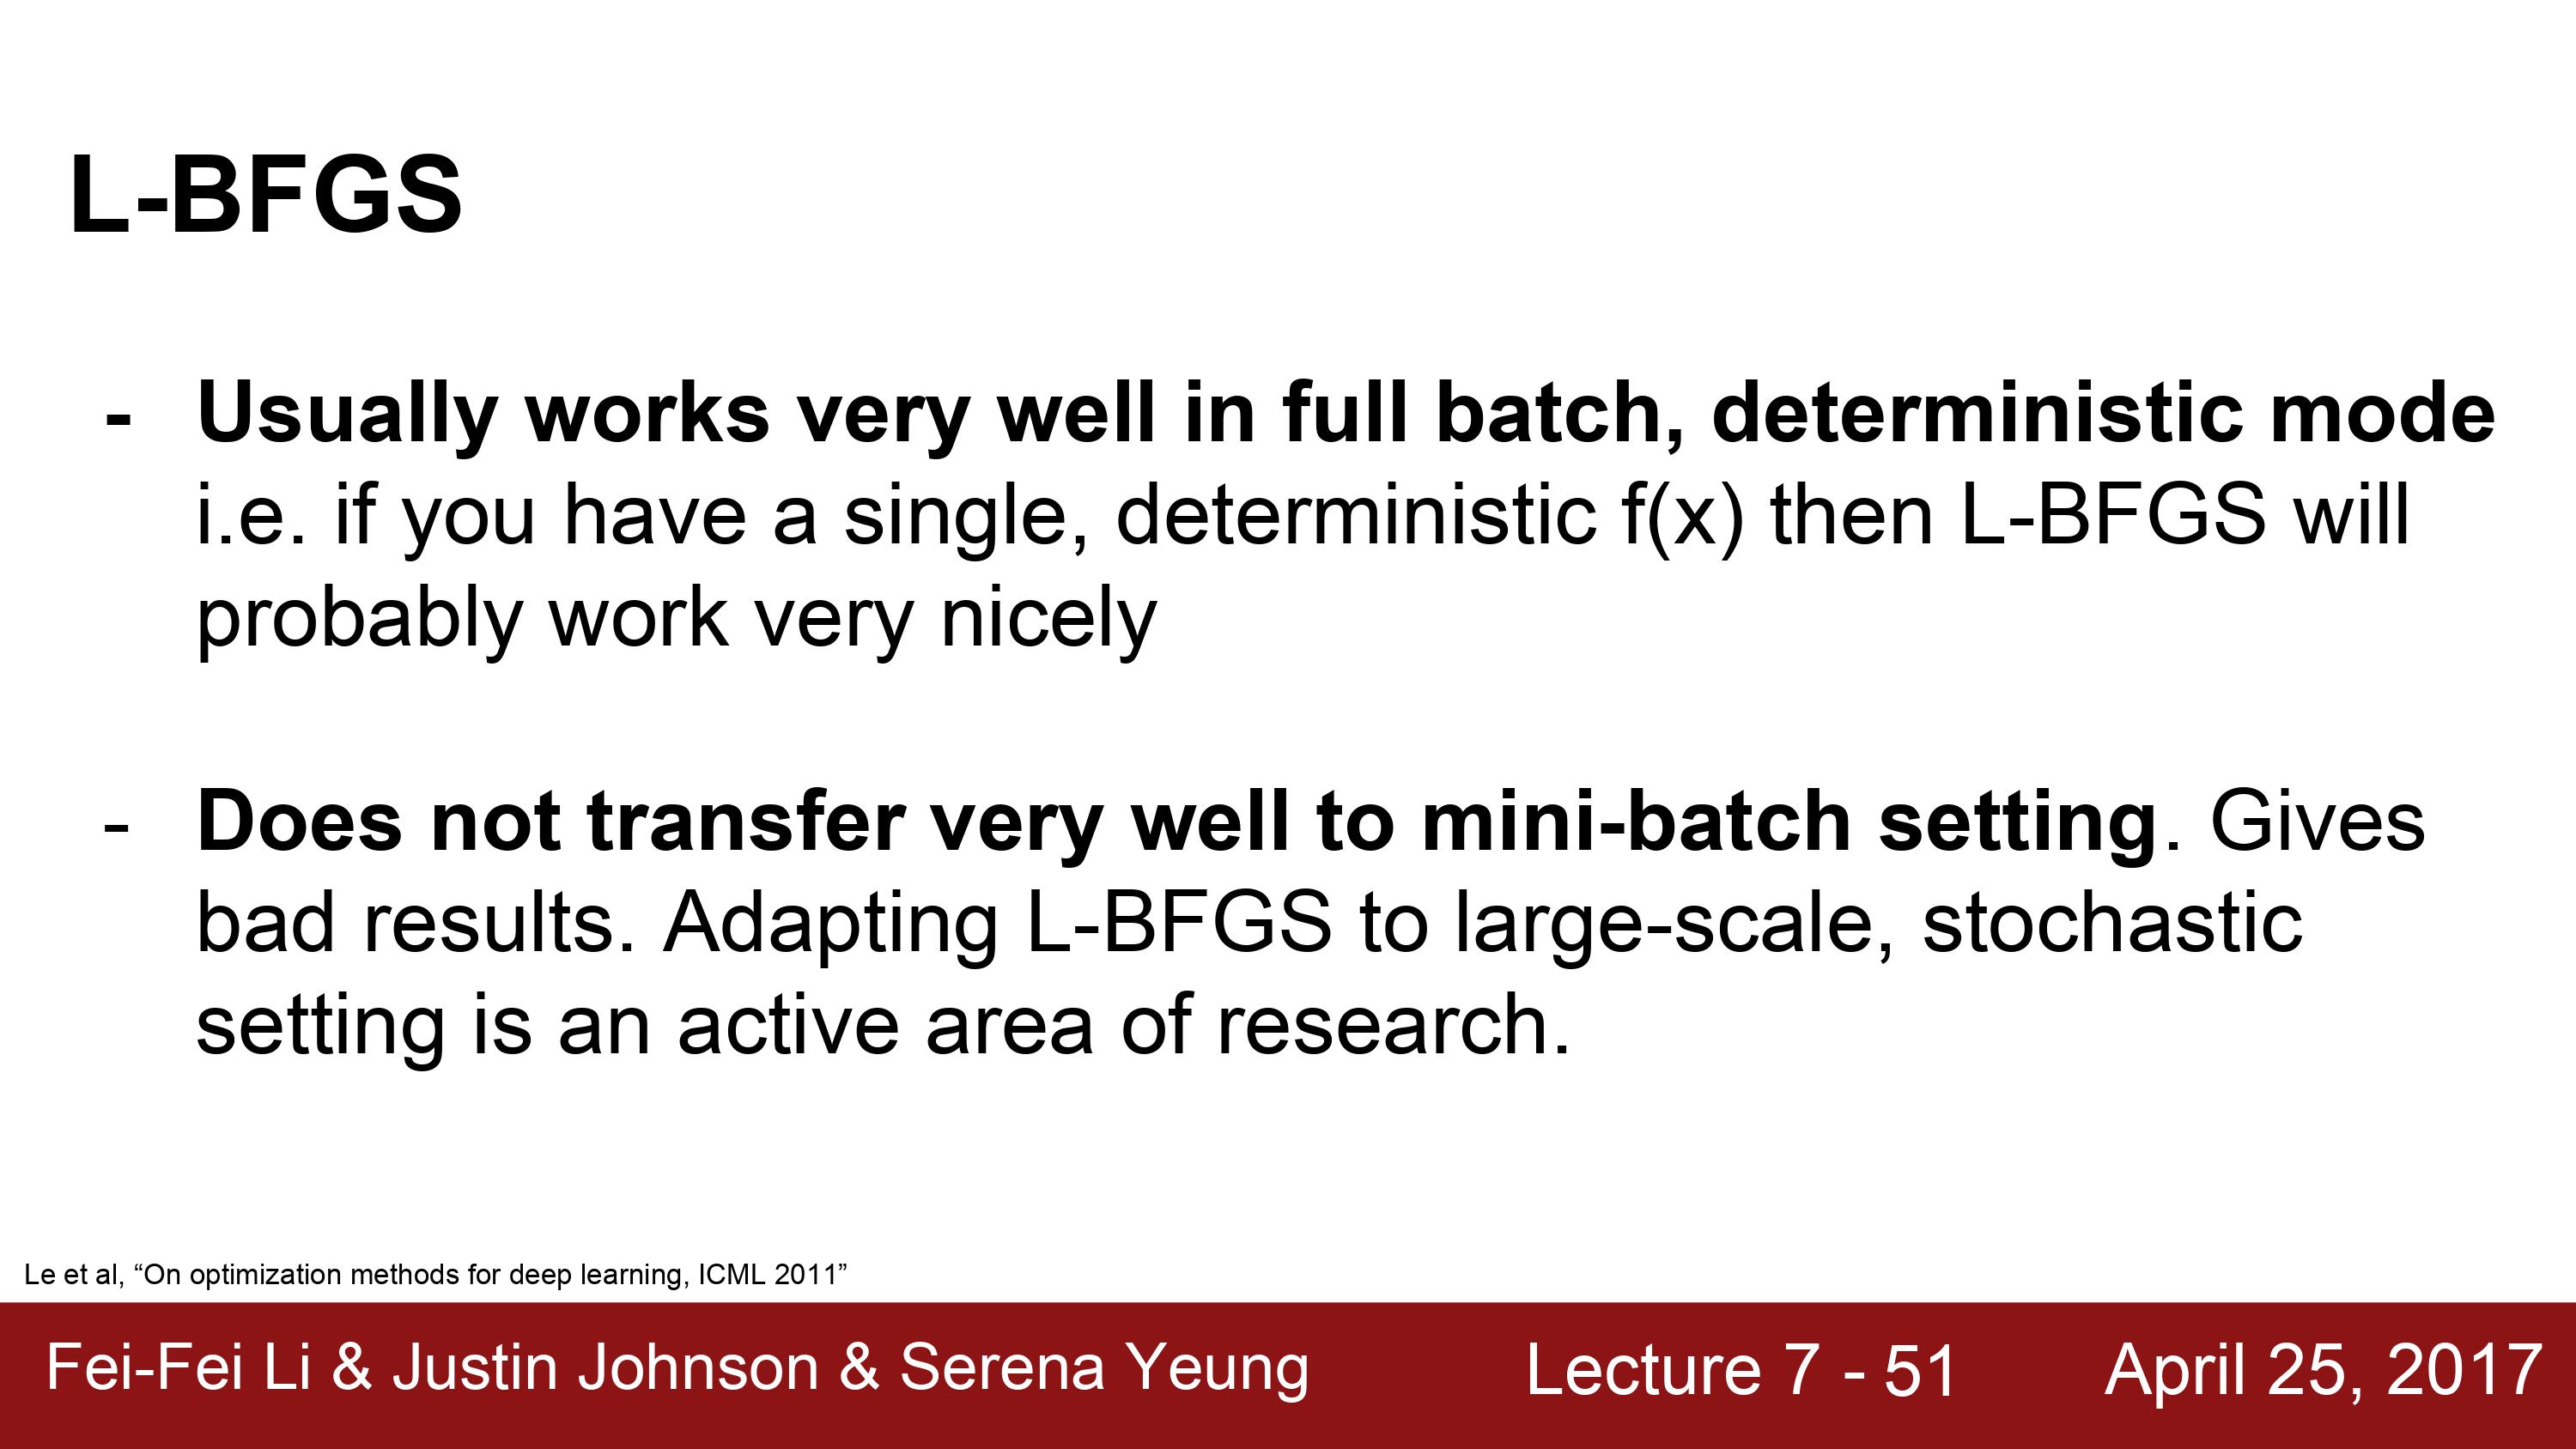 L-BFGS
- Usually works very well in full batch, deterministic mode
i.e. if you have a single, deterministic f(x) then L-BFGS will
probably work very nicely
- Does not transfer very well to mini-batch setting. Gives
bad results. Adapting L-BFGS to large-scale, stochastic
setting is an active area of research.
Le et al, “On optimization methods for deep learning, ICML 2011”
Fei-Fei Li & Justin Johnson & Serena Yeung Lecture 7 - 51 April 25, 2017